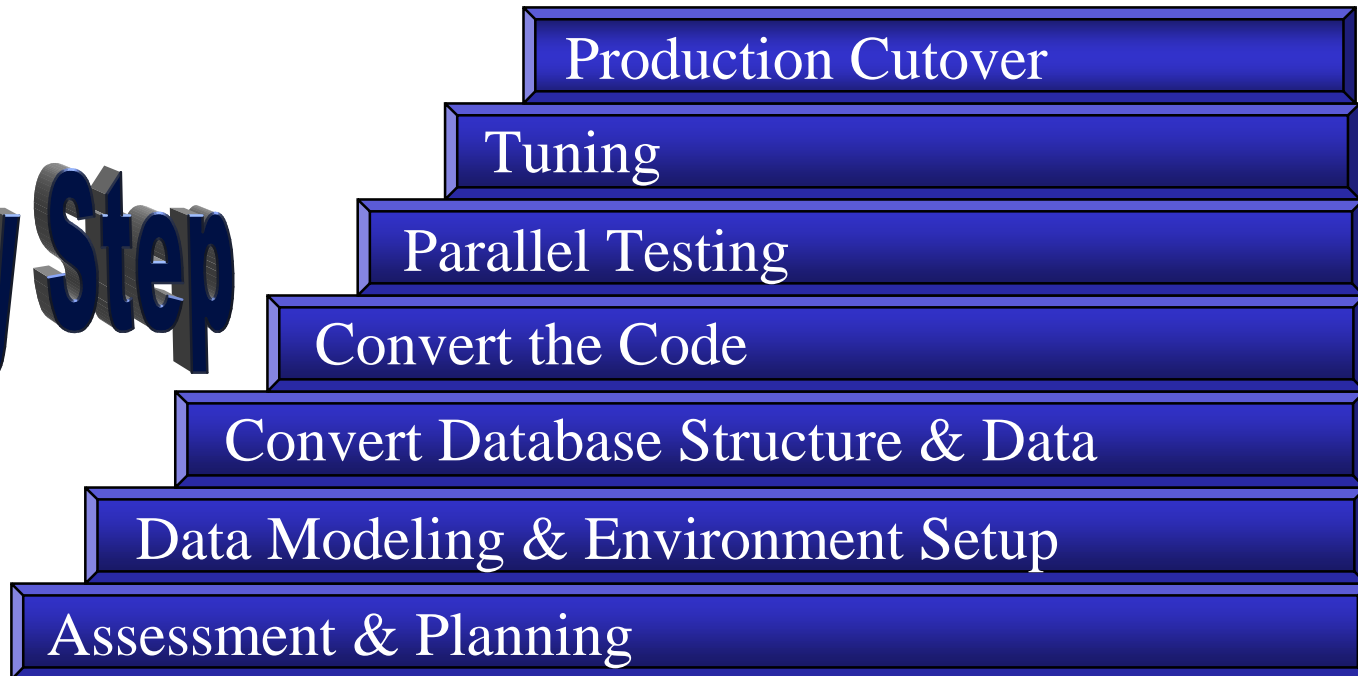 Production Cutover
Tuning
y Step
Parallel Testing
Convert the Code
Convert Database Structure & Data
Data Modeling & Environment Setup
Assessment & Planning